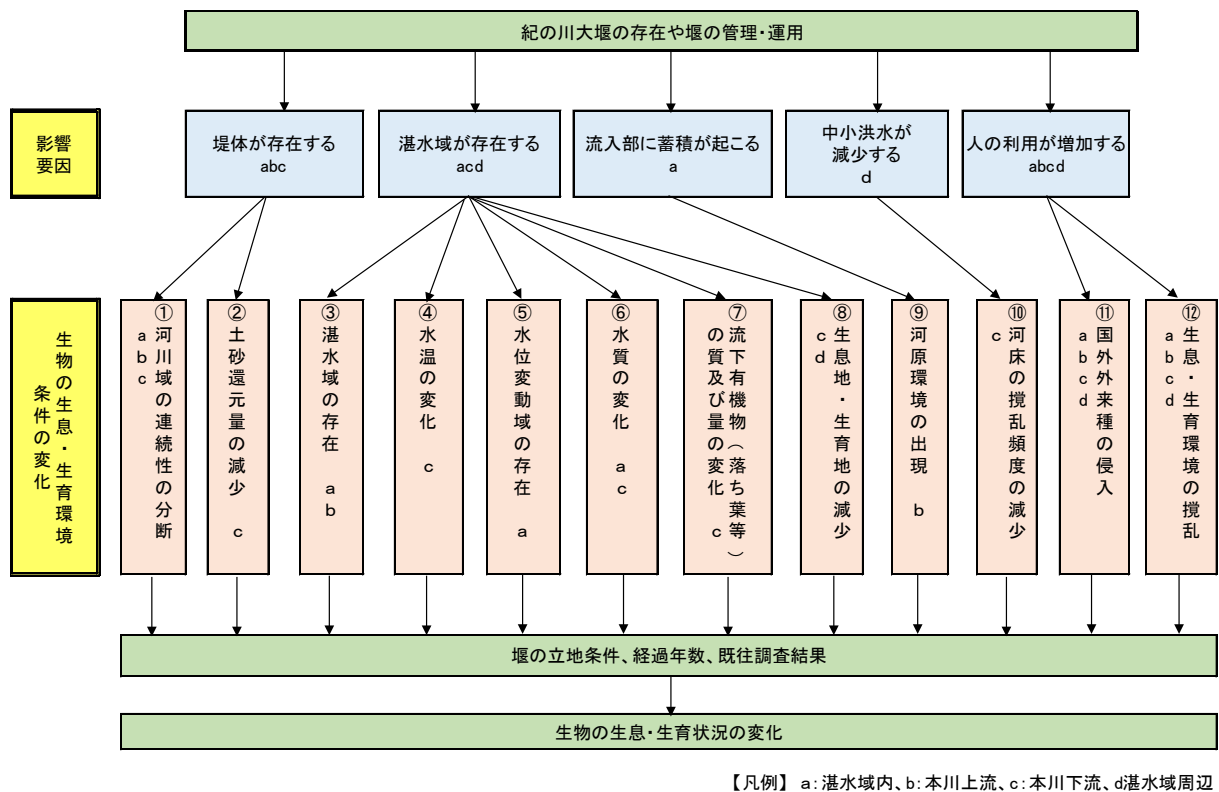 紀の川大堰の存在や堰の管理・運用
影響
要因
堤体が存在する
abc
湛水域が存在する
acd
流入部に蓄積が起こる
a
中小洪水が
減少する
d
人の利用が増加する
abcd
生物の生息・生育環境
条件の変化
①
河川域の連続性の分断
abc
②
土砂還元量の減少 c
③
湛水域の存在 ab
④
水温の変化 c
⑤
水位変動域の存在 a
⑥
水質の変化 ac
⑦
流下有機物(落ち葉等)
の質及び量の変化 c
⑧
生息地・生育地の減少
cd
⑨
河原環境の出現 b
⑩
河床の撹乱頻度の減少
c
⑪
国外外来種の侵入
abcd
⑫
生息・生育環境の撹乱
abcd
堰の立地条件、経過年数、既往調査結果
生物の生息・生育状況の変化
【凡例】 a:湛水域内、b:本川上流、c:本川下流、d湛水域周辺